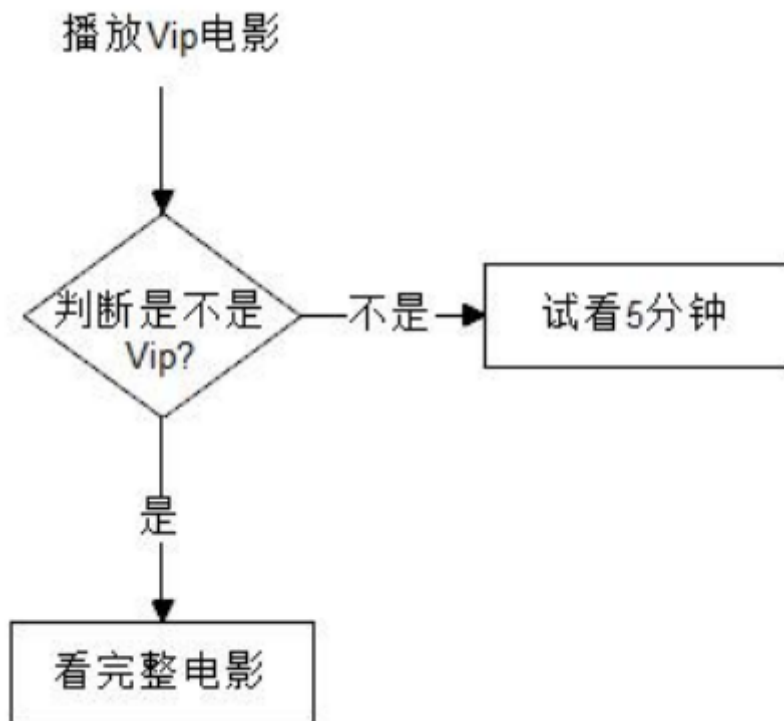 播放Vip电影
判断是不是
Vip?
不是
试看5分钟
是
看完整电影